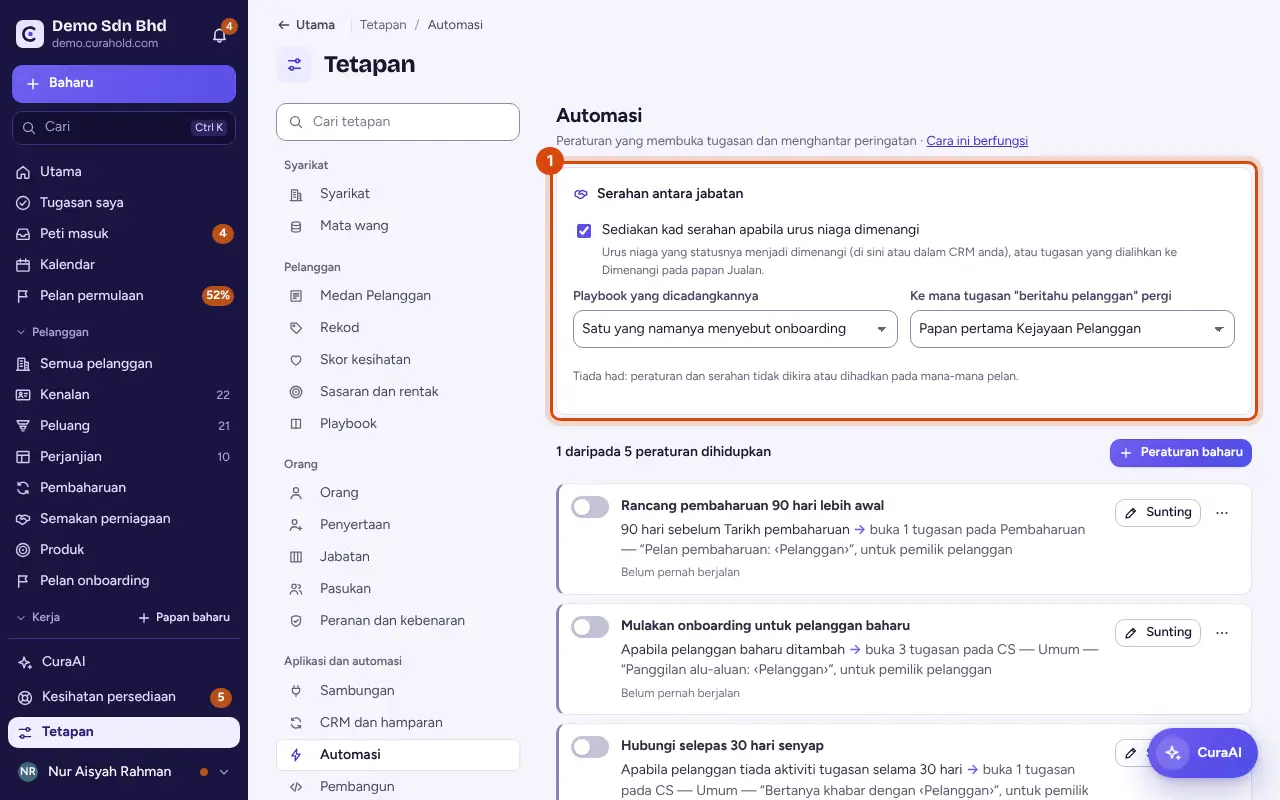 Demo Sdn Bhd
demo.curahold.com
4
Baharu
Cari
Ctrl K
Utama
Tugasan saya
Peti masuk
4
Kalendar
Pelan permulaan
52%
Pelanggan
Semua pelanggan
Kenalan
22
Peluang
21
Perjanjian
10
Pembaharuan
Semakan perniagaan
Produk
Pelan onboarding
Kerja
Papan baharu
CuraAI
Kesihatan persediaan
5
Tetapan
NR
Nur Aisyah Rahman
Utama
Tetapan / Automasi
Tetapan
Cari tetapan
Syarikat
Syarikat
Mata wang
Pelanggan
Medan Pelanggan
Rekod
Skor kesihatan
Sasaran dan rentak
Playbook
Orang
Orang
Penyertaan
Jabatan
Pasukan
Peranan dan kebenaran
Aplikasi dan automasi
Sambungan
CRM dan hamparan
Automasi
Pembangun
Automasi
Peraturan yang membuka tugasan dan menghantar peringatan · Cara ini berfungsi
1
Serahan antara jabatan
Sediakan kad serahan apabila urus niaga dimenangi
Urus niaga yang statusnya menjadi dimenangi (di sini atau dalam CRM anda), atau tugasan yang dialihkan ke
Dimenangi pada papan Jualan.
Playbook yang dicadangkannya
Ke mana tugasan "beritahu pelanggan" pergi
Satu yang namanya menyebut onboarding
Papan pertama Kejayaan Pelanggan
Tiada had: peraturan dan serahan tidak dikira atau dihadkan pada mana-mana pelan.
1 daripada 5 peraturan dihidupkan
Peraturan baharu
Rancang pembaharuan 90 hari lebih awal
Sunting
90 hari sebelum Tarikh pembaharuan → buka 1 tugasan pada Pembaharuan
— “Pelan pembaharuan: ‹Pelanggan›”, untuk pemilik pelanggan
Belum pernah berjalan
Mulakan onboarding untuk pelanggan baharu
Sunting
Apabila pelanggan baharu ditambah → buka 3 tugasan pada CS — Umum —
“Panggilan alu-aluan: ‹Pelanggan›”, untuk pemilik pelanggan
Belum pernah berjalan
Hubungi selepas 30 hari senyap
Apabila pelanggan tiada aktiviti tugasan selama 30 hari → buka 1 tugasan
pada CS — Umum — “Bertanya khabar dengan ‹Pelanggan›”, untuk pemilik
CuraAI